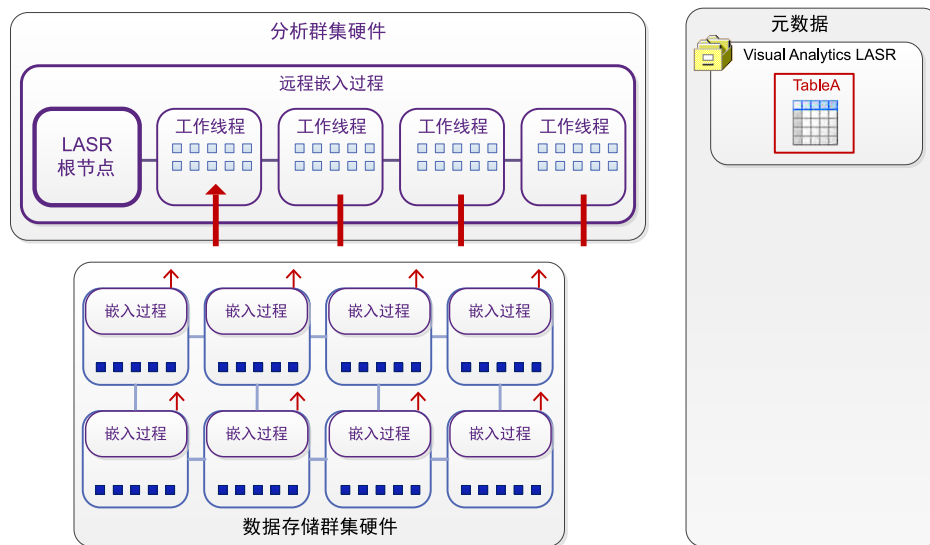 分析群集硬件
远程嵌入过程
LASR
根节点
工作线程
工作线程
工作线程
工作线程
嵌入过程
嵌入过程
嵌入过程
嵌入过程
嵌入过程
嵌入过程
嵌入过程
嵌入过程
数据存储群集硬件
元数据
Visual Analytics LASR
TableA